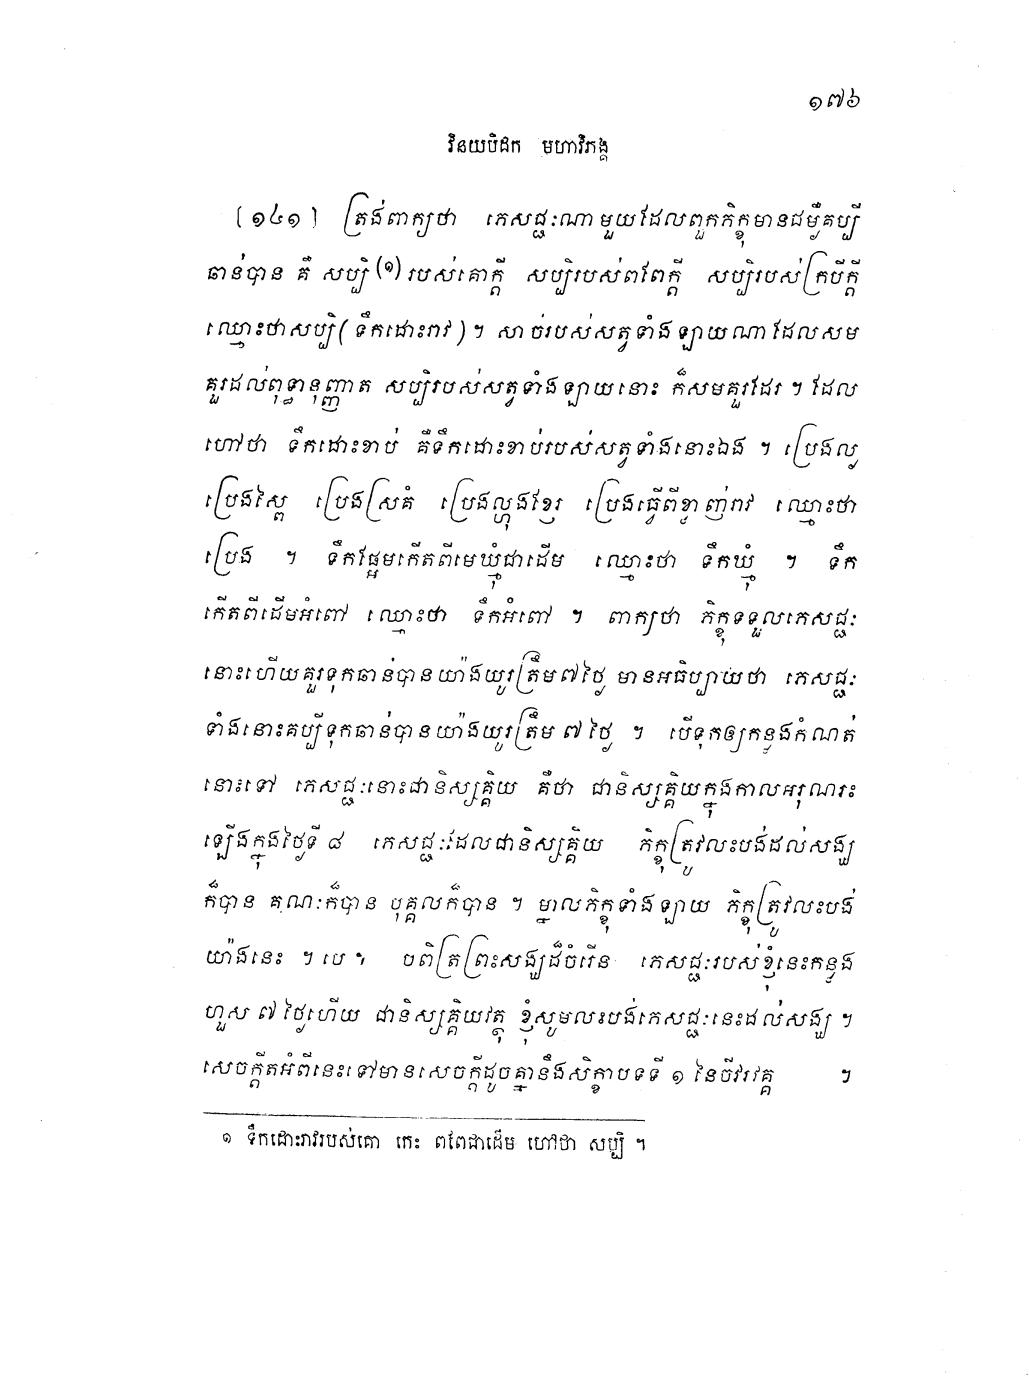 ១៧៦
វិនយបិដក មហាវិភង្គ
[១៤១] ត្រង់ពាក្យថា ភេសជ្ជៈណាមួយដែលពួកភិក្ខុមានជម្ងឺគប្បី
ឆាន់បាន គឺ សប្បិ (១) របស់គោក្តី សប្បិរបស់ពពែក្តី សប្បិរបស់ក្របីក្តី
ឈ្មោះថាសប្បិ (ទឹកដោះរាវ) ។ សាច់របស់សត្វទាំងឡាយណាដែលសម
គួរដល់ពុទ្ធានុញ្ញាត សប្បិរបស់សត្វទាំងឡាយនោះ ក៏សមគួរដែរ ។ ដែល
ហៅថា ទឹកដោះខាប់ គឺទឹកដោះខាប់របស់សត្វទាំងនោះឯង ។ ប្រេងល្ង
ប្រេងស្ពៃ ប្រេងស្រគំ ប្រេងល្ហុងខ្វែរ ប្រេងធ្វើពីខ្លាញ់រាវ ឈ្មោះថា
ប្រេង ។ ទឹកផ្អែមកើតពីមេឃ្មុំជាដើម ឈ្មោះថា ទឹកឃ្មុំ ។ ទឹក
កើតពីដើមអំពៅ ឈ្មោះថា ទឹកអំពៅ ។ ពាក្យថា ភិក្ខុទទួលភេសជ្ជៈ
នោះហើយគួរទុកឆាន់បានយ៉ាងយូរត្រឹម៧ថ្ងៃ មានអធិប្បាយថា ភេសជ្ជៈ
ទាំងនោះគប្បីទុកឆាន់បានយ៉ាងយូរត្រឹម ៧ ថ្ងៃ ។ បើទុកឲ្យកន្លងកំណត់
នោះទៅ ភេសជ្ជៈនោះជានិស្សគ្គិយ គឺថា ជានិស្សគ្គិយក្នុងកាលអរុណរះ
ឡើងក្នុងថ្ងៃទី ៨ ភេសជ្ជៈដែលជានិស្សគ្គិយ ភិក្ខុត្រូវលះបង់ដល់សង្ឃ
ក៏បាន គណៈក៏បាន បុគ្គលក៏បាន ។ ម្នាលភិក្ខុទាំងឡាយ ភិក្ខុត្រូវលះបង់
យ៉ាងនេះ ។ បេ ។ បពិត្រព្រះសង្ឃដ៏ចំរើន ភេសជ្ជៈរបស់ខ្ញុំនេះកន្លង
ហួស ៧ ថ្ងៃហើយ ជានិស្សគ្គិយវត្ថុ ខ្ញុំសូមលះបង់ភេសជ្ជៈនេះដល់សង្ឃ ។
សេចក្តីតអំពីនេះទៅមានសេចក្តីដូចគ្នានឹងសិក្ខាបទទី ១ នៃចីវរវគ្គ ។
១ ទឹកដោះរាវរបស់គោ កេះ ពពែជាដើម ហៅថា សប្បិ ។